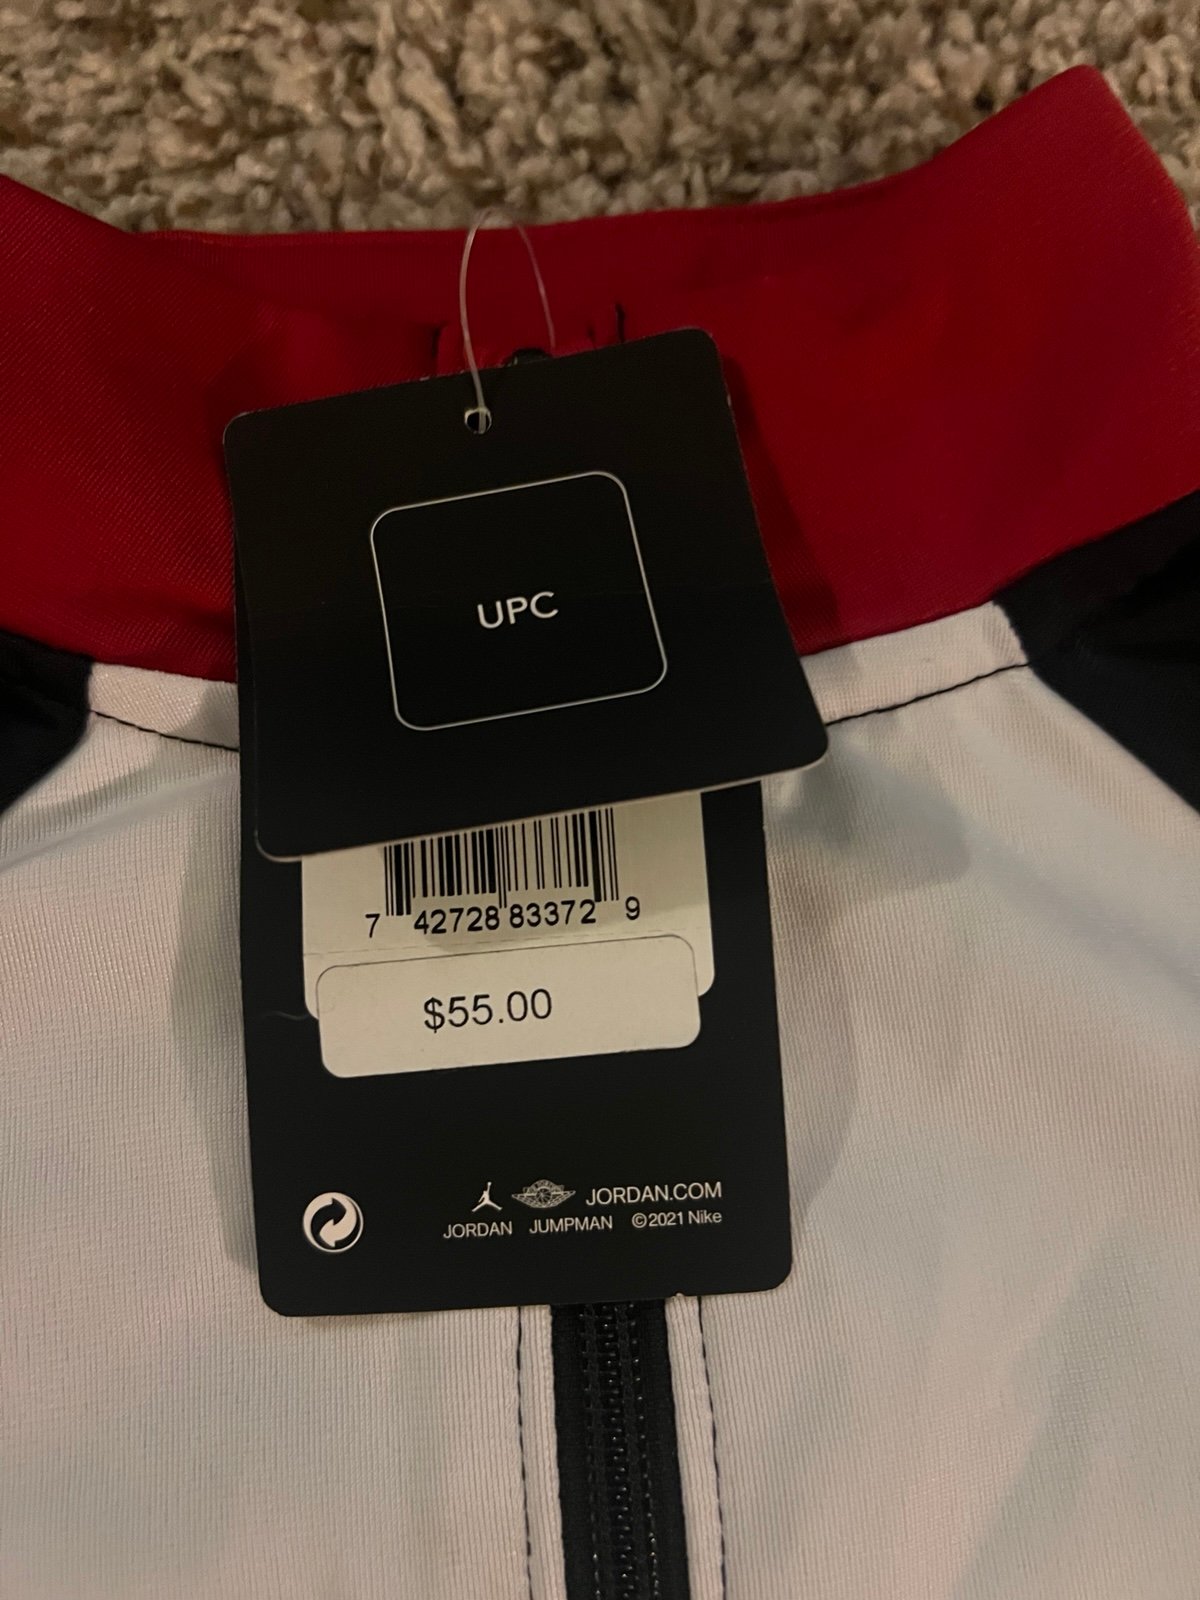 UPC
7 42728 83372 9
$55.00
JORDAN.COM
JORDAN JUMPMAN ©2021 Nike